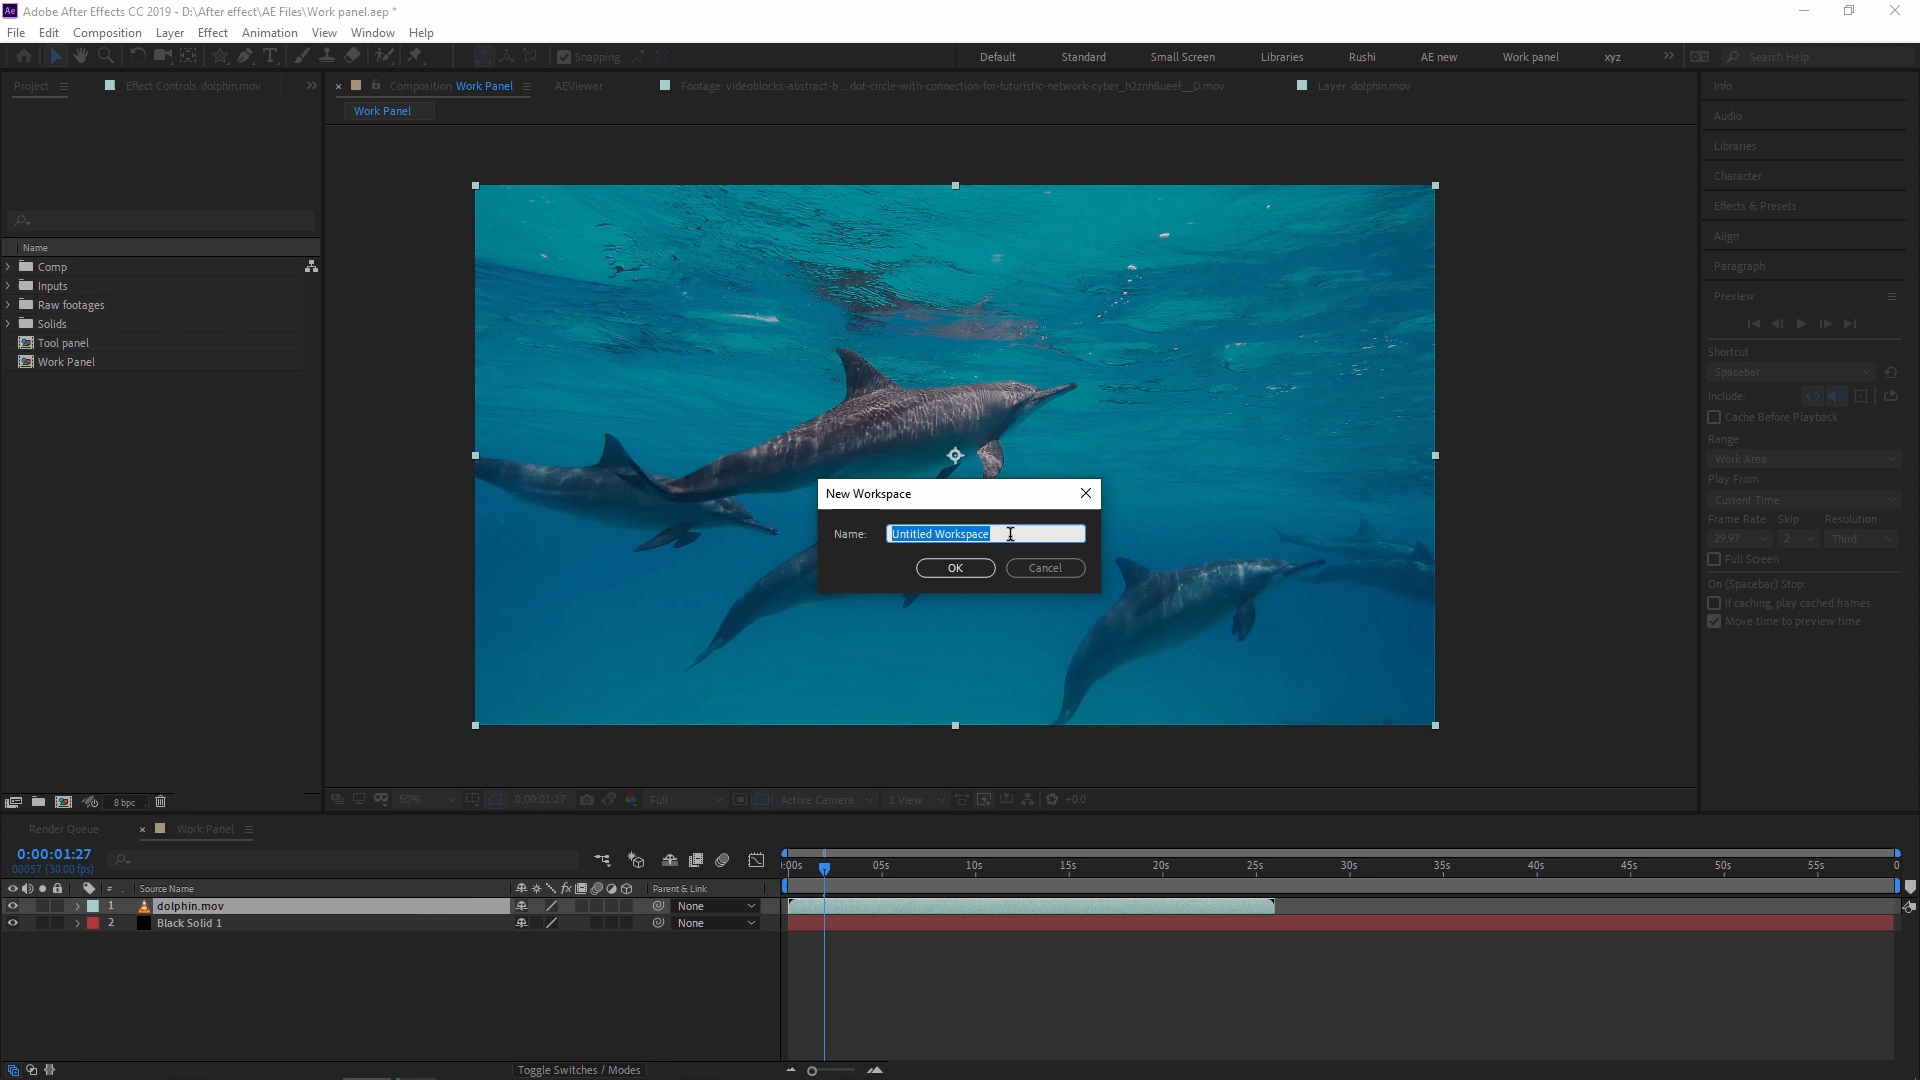 Adobe After Effects CC 2019 - D:\After effect\AE Files\Work panel.aep *
File Edit Composition Layer Effect Animation View Window Help
Snapping
Default Standard Small Screen Libraries Rushi AE new Work panel xyz
Search Help
Project
Effect Controls dolphin.mov
Composition Work Panel
AEViewer
Footage videoblocks-abstract-b ... dot-circle-with-connection-for-futuristic-network-cyber_h2znh8ueef__D.mov
Layer dolphin.mov
Work Panel
Name
Comp
Inputs
Raw footages
Solids
Tool panel
Work Panel
8 bpc
New Workspace
Name: Untitled Workspace
OK Cancel
50% 0:00:01:27 Full Active Camera 1 View +0.0
Info
Audio
Libraries
Character
Effects & Presets
Align
Paragraph
Preview
Shortcut
Spacebar
Include:
Cache Before Playback
Range
Work Area
Play From
Current Time
Frame Rate Skip Resolution
29.97 2 Third
Full Screen
On (Spacebar) Stop:
If caching, play cached frames
Move time to preview time
Render Queue Work Panel
0:00:01:27
00057 (30.00 fps)
:00s 05s 10s 15s 20s 25s 30s 35s 40s 45s 50s 55s 0
# Source Name fx Parent & Link
1 dolphin.mov None
2 Black Solid 1 None
Toggle Switches / Modes